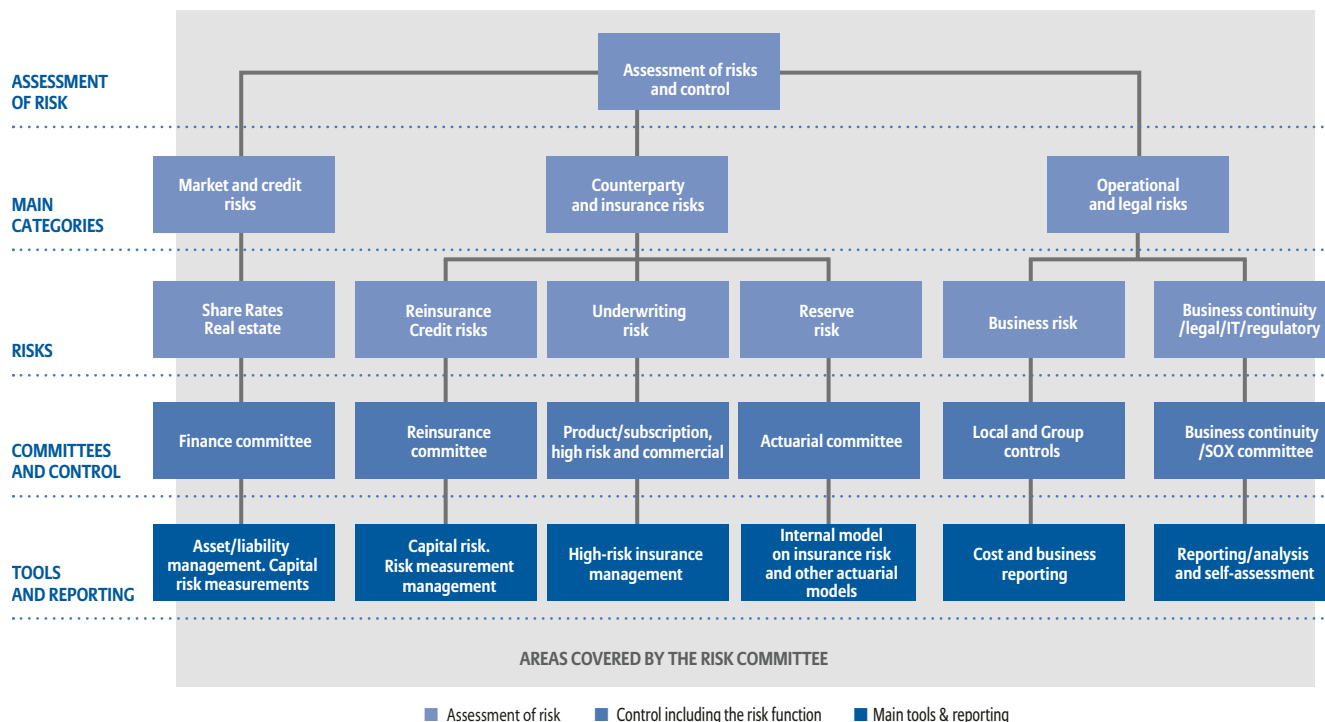 Assessment of risks
and control
ASSESSMENT
OF RISK
Market and credit
risks
Counterparty
and insurance risks
Operational
and legal risks
MAIN
CATEGORIES
Share Rates
Real estate
Reinsurance
Credit risks
Underwriting
risk
Reserve
risk
Business risk
Business continuity
/legal/IT/regulatory
RISKS
Finance committee
Reinsurance
committee
Product/subscription,
high risk and commercial
Actuarial committee
Local and Group
controls
Business continuity
/SOX committee
COMMITTEES
AND CONTROL
Asset/liability
management. Capital
risk measurements
Capital risk.
Risk measurement
management
High-risk insurance
management
Internal model
on insurance risk
and other actuarial
models
Cost and business
reporting
Reporting/analysis
and self-assessment
TOOLS
AND REPORTING
AREAS COVERED BY THE RISK COMMITTEE
Assessment of risk
Control including the risk function
Main tools & reporting